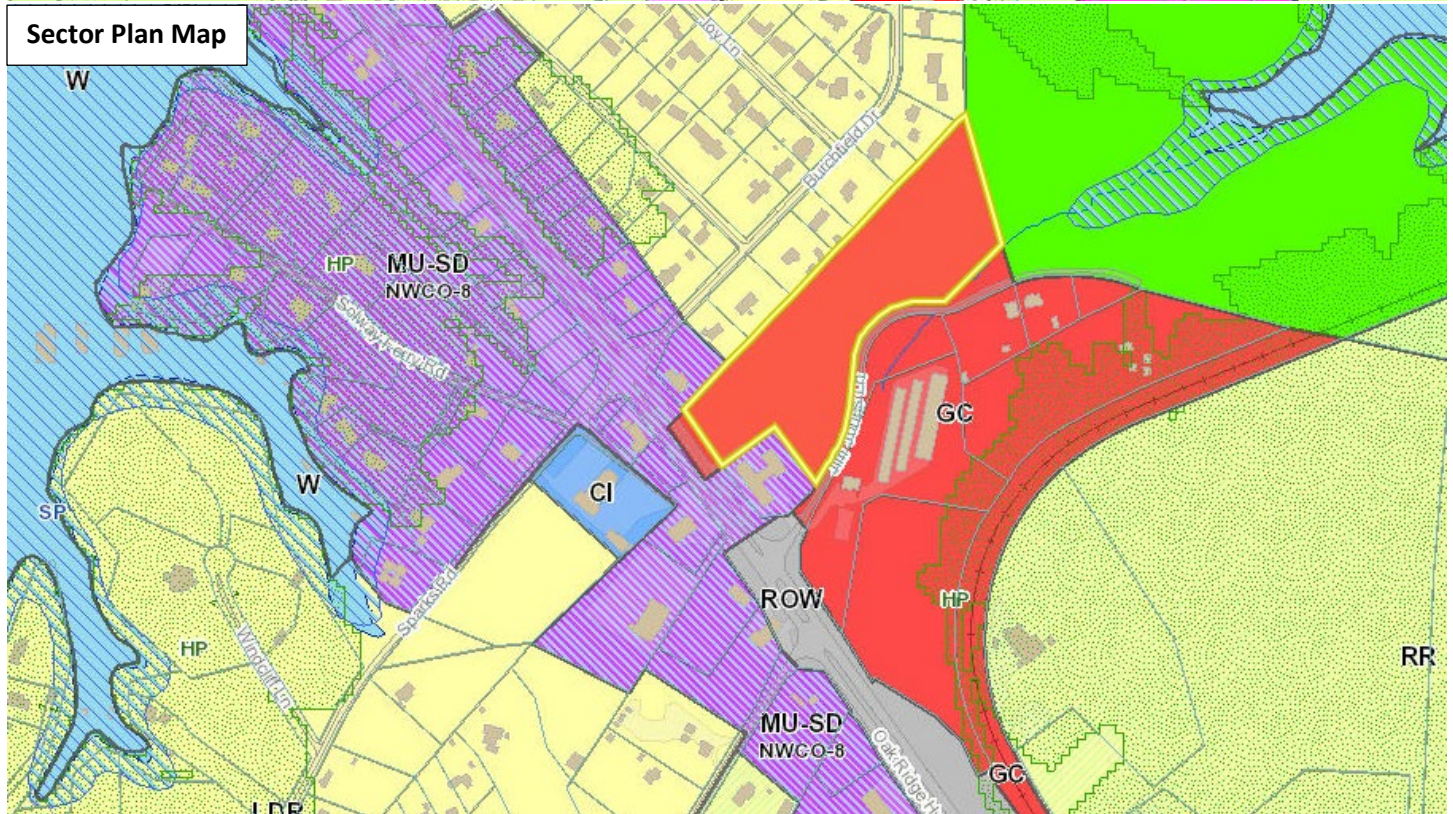 Sector Plan Map
W
Joy Ln
Burchfield Dr
HP
MU-SD
NWCO-8
Solway Ferry Rd
GC
CI
W
SP
Sparks Rd
ROW
HP
HP
Windcliff Ln
RR
MU-SD
NWCO-8
Oak Ridge H
GC
LDR